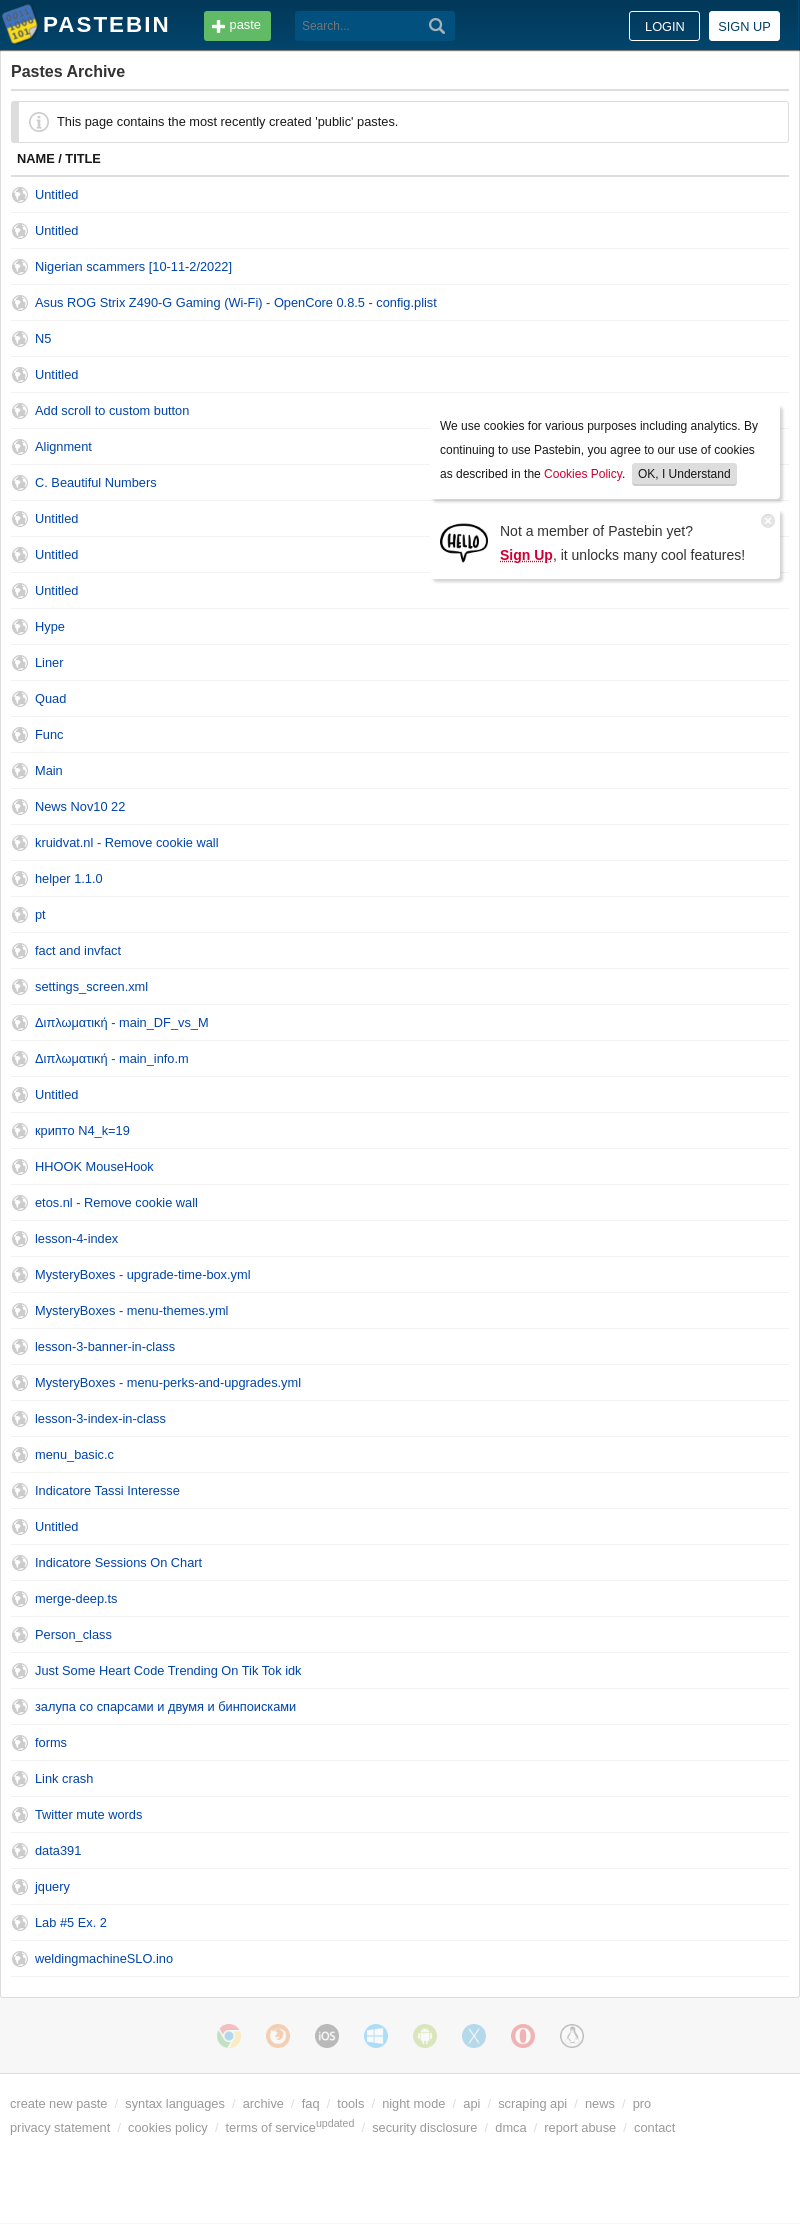 PASTEBIN
paste
Search...
LOGIN
SIGN UP
Pastes Archive
This page contains the most recently created 'public' pastes.
NAME / TITLE
Untitled
Untitled
Nigerian scammers [10-11-2/2022]
Asus ROG Strix Z490-G Gaming (Wi-Fi) - OpenCore 0.8.5 - config.plist
N5
Untitled
Add scroll to custom button
Alignment
C. Beautiful Numbers
Untitled
Untitled
Untitled
We use cookies for various purposes including analytics. By
continuing to use Pastebin, you agree to our use of cookies
as described in the Cookies Policy. OK, I Understand
HELLO
Not a member of Pastebin yet?
Sign Up, it unlocks many cool features!
Hype
Liner
Quad
Func
Main
News Nov10 22
kruidvat.nl - Remove cookie wall
helper 1.1.0
pt
fact and invfact
settings_screen.xml
Διπλωματική - main_DF_vs_M
Διπλωματική - main_info.m
Untitled
крипто N4_k=19
HHOOK MouseHook
etos.nl - Remove cookie wall
lesson-4-index
MysteryBoxes - upgrade-time-box.yml
MysteryBoxes - menu-themes.yml
lesson-3-banner-in-class
MysteryBoxes - menu-perks-and-upgrades.yml
lesson-3-index-in-class
menu_basic.c
Indicatore Tassi Interesse
Untitled
Indicatore Sessions On Chart
merge-deep.ts
Person_class
Just Some Heart Code Trending On Tik Tok idk
залупа со спарсами и двумя и бинпоисками
forms
Link crash
Twitter mute words
data391
jquery
Lab #5 Ex. 2
weldingmachineSLO.ino
iOS
create new paste / syntax languages / archive / faq / tools / night mode / api / scraping api / news / pro
privacy statement / cookies policy / terms of service updated / security disclosure / dmca / report abuse / contact